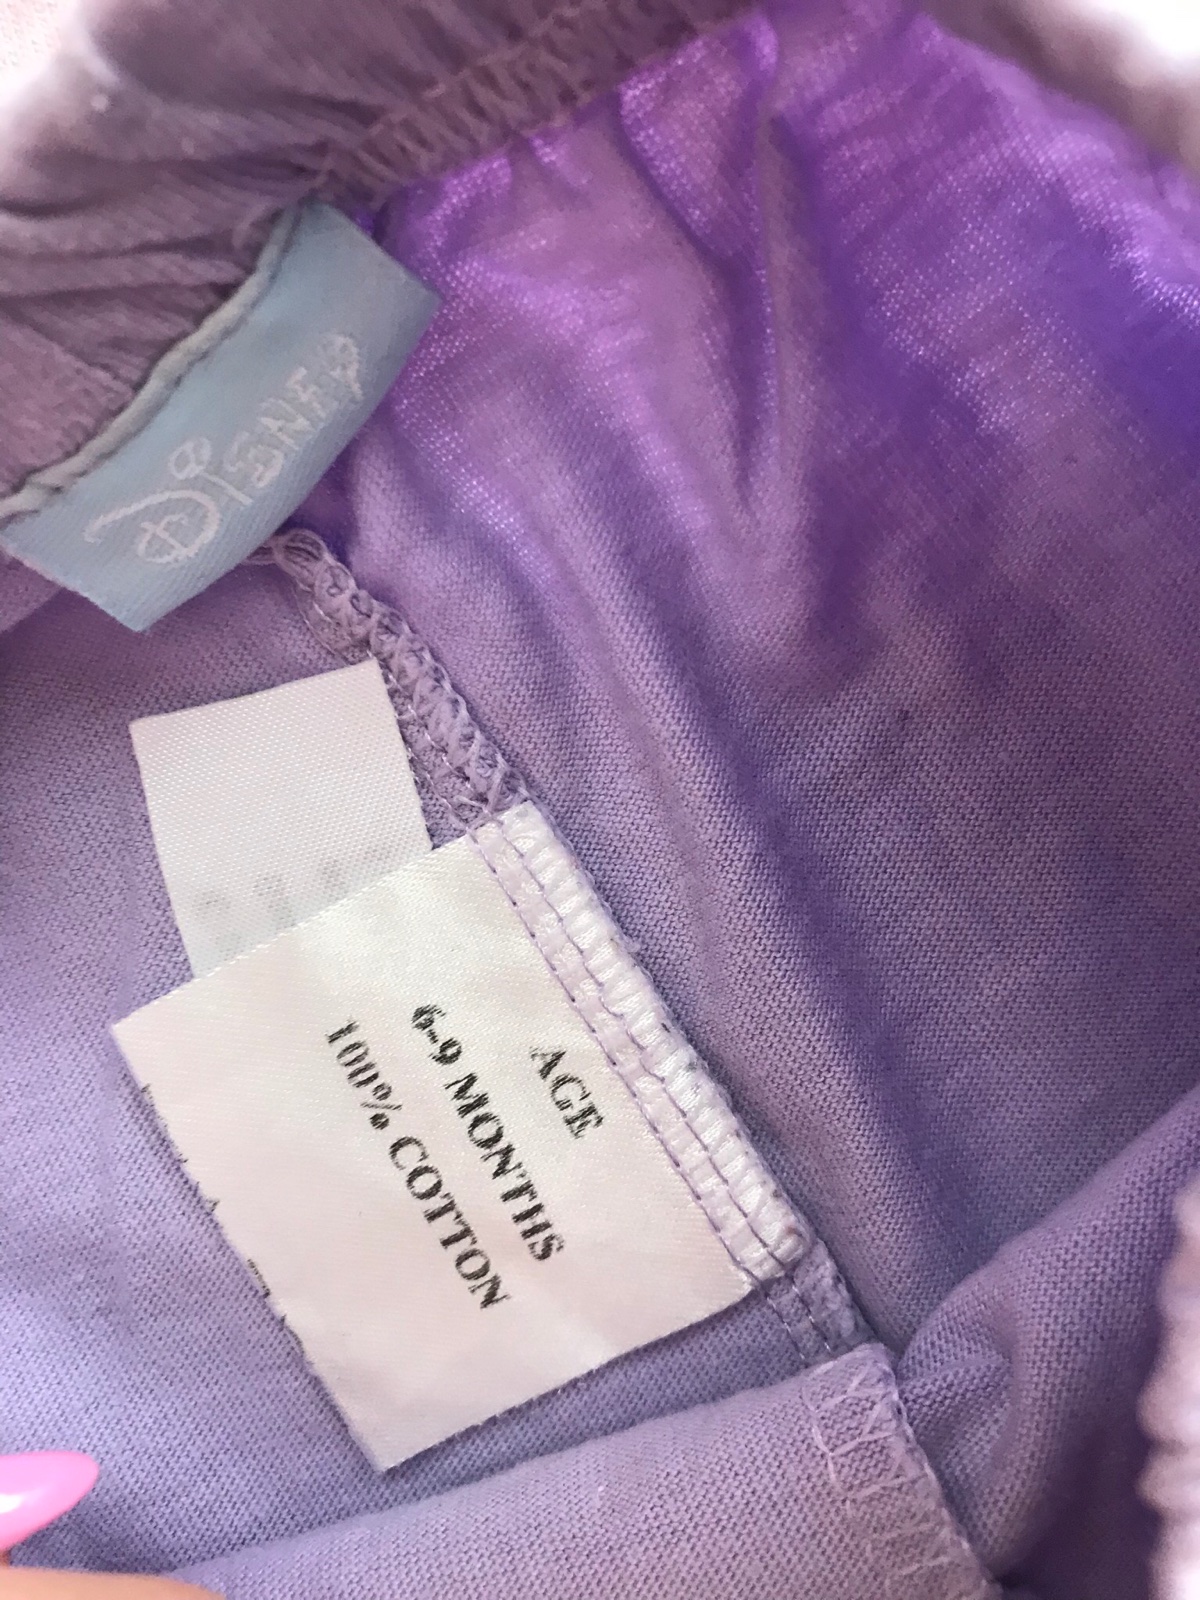 Disney
AGE
6-9 MONTHS
100% COTTON